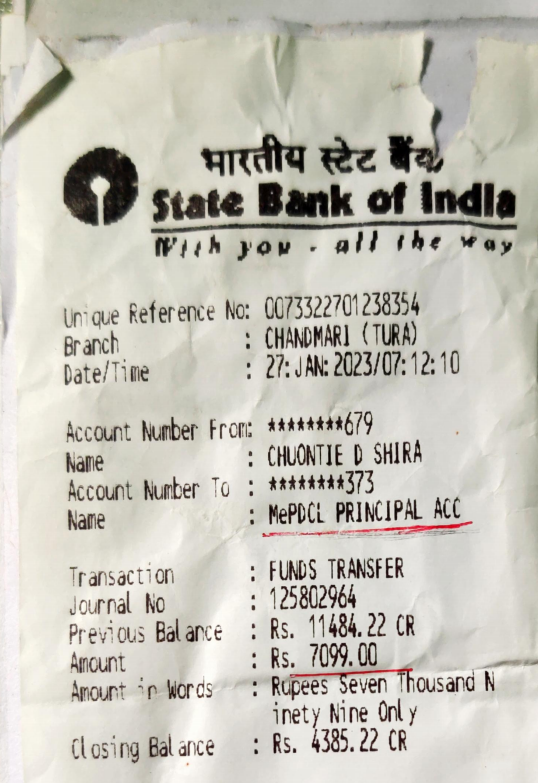 भारतीय स्टेट बैंक
State Bank of India
With you - all the way
Unique Reference No: 0073322701238354
Branch : CHANDMARI (TURA)
Date/Time : 27:JAN:2023/07:12:10
Account Number From: ********679
Name : CHUONTIE D SHIRA
Account Number To : ********373
Name : MePDCL PRINCIPAL ACC
Transaction : FUNDS TRANSFER
Journal No : 125802964
Previous Balance : Rs. 11484.22 CR
Amount : Rs. 7099.00
Amount in Words : Rupees Seven Thousand N
inety Nine Only
Closing Balance : Rs. 4385.22 CR